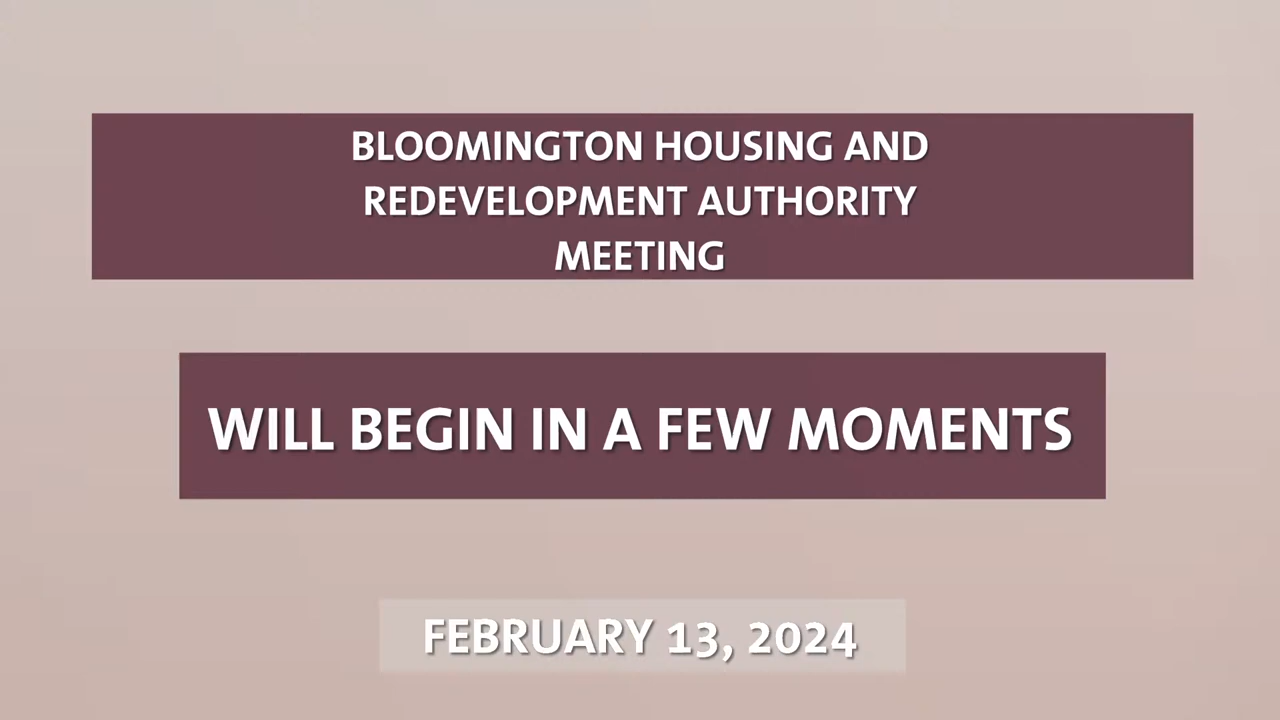 BLOOMINGTON HOUSING AND
REDEVELOPMENT AUTHORITY
MEETING
WILL BEGIN IN A FEW MOMENTS
FEBRUARY 13, 2024